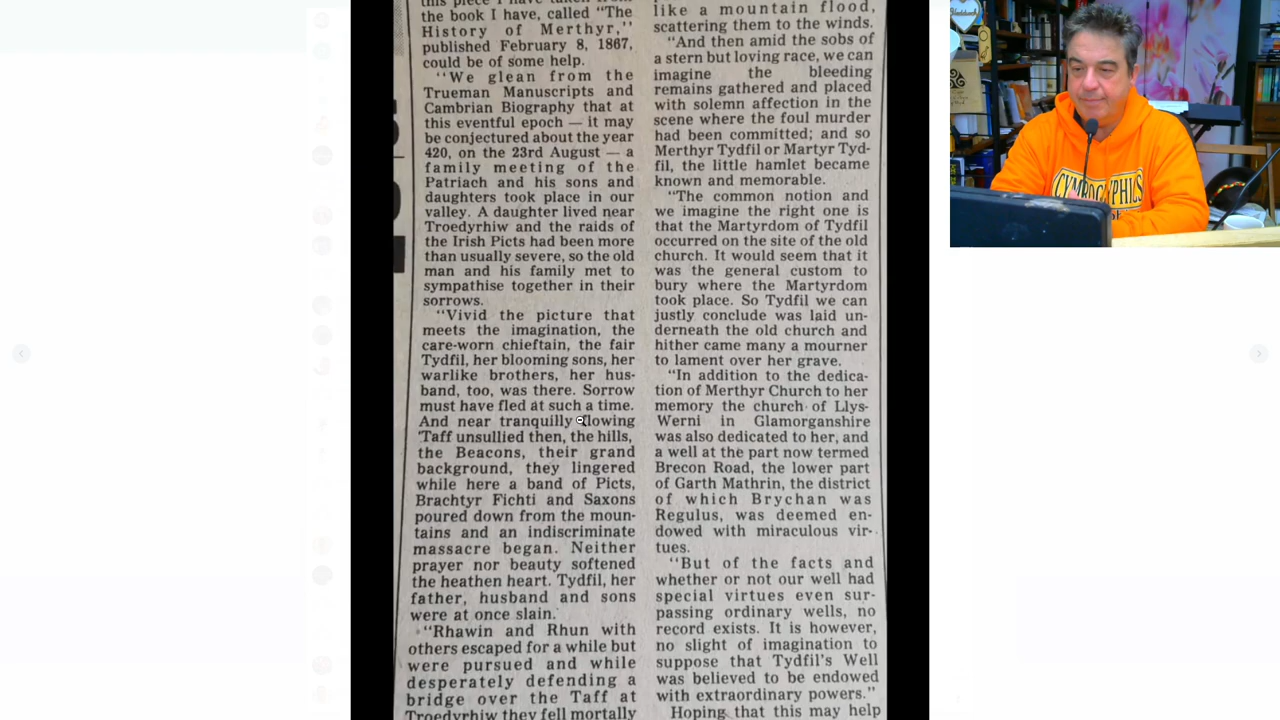 the book I have, called "The
History of Merthyr,"
published February 8, 1867,
could be of some help.
"We glean from the
Trueman Manuscripts and
Cambrian Biography that at
this eventful epoch — it may
be conjectured about the year
420, on the 23rd August — a
family meeting of the
Patriach and his sons and
daughters took place in our
valley. A daughter lived near
Troedyrhiw and the raids of
the Irish Picts had been more
than usually severe, so the old
man and his family met to
sympathise together in their
sorrows.
"Vivid the picture that
meets the imagination, the
care-worn chieftain, the fair
Tydfil, her blooming sons, her
warlike brothers, her hus-
band, too, was there. Sorrow
must have fled at such a time.
And near tranquilly flowing
Taff unsullied then, the hills,
the Beacons, their grand
background, they lingered
while here a band of Picts,
Brachtyr Fichti and Saxons
poured down from the moun-
tains and an indiscriminate
massacre began. Neither
prayer nor beauty softened
the heathen heart. Tydfil, her
father, husband and sons
were at once slain.
"Rhawin and Rhun with
others escaped for a while but
were pursued and while
desperately defending a
bridge over the Taff at
Troedyrhiw they fell mortally
like a mountain flood,
scattering them to the winds.
"And then amid the sobs of
a stern but loving race, we can
imagine the bleeding
remains gathered and placed
with solemn affection in the
scene where the foul murder
had been committed; and so
Merthyr Tydfil or Martyr Tyd-
fil, the little hamlet became
known and memorable.
"The common notion and
we imagine the right one is
that the Martyrdom of Tydfil
occurred on the site of the old
church. It would seem that it
was the general custom to
bury where the Martyrdom
took place. So Tydfil we can
justly conclude was laid un-
derneath the old church and
hither came many a mourner
to lament over her grave.
"In addition to the dedica-
tion of Merthyr Church to her
memory the church of Llys-
Werni in Glamorganshire
was also dedicated to her, and
a well at the part now termed
Brecon Road, the lower part
of Garth Mathrin, the district
of which Brychan was
Regulus, was deemed en-
dowed with miraculous vir-
tues.
"But of the facts and
whether or not our well had
special virtues even sur-
passing ordinary wells, no
record exists. It is however,
no slight of imagination to
suppose that Tydfil's Well
was believed to be endowed
with extraordinary powers."
Hoping that this may help
CYMROGLYPHICS